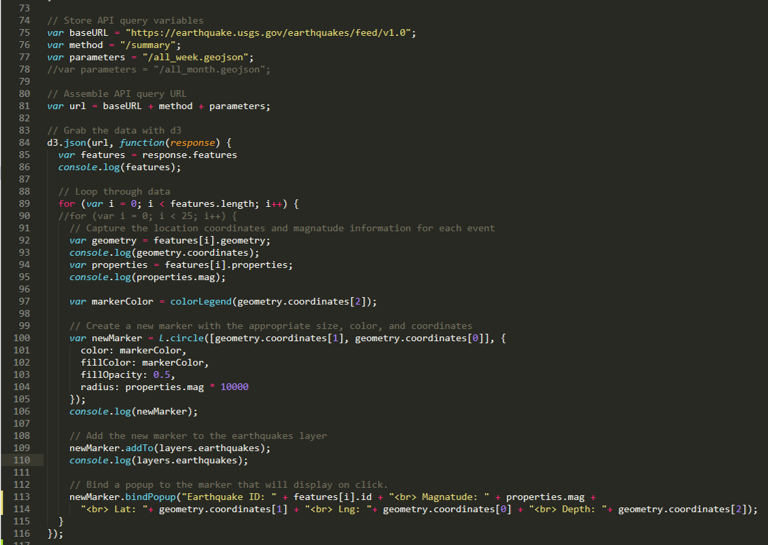 73
74 // Store API query variables
75 var baseURL = "https://earthquake.usgs.gov/earthquakes/feed/v1.0";
76 var method = "/summary";
77 var parameters = "/all_week.geojson";
78 //var parameters = "/all_month.geojson";
79
80 // Assemble API query URL
81 var url = baseURL + method + parameters;
82
83 // Grab the data with d3
84 d3.json(url, function(response) {
85   var features = response.features
86   console.log(features);
87
88   // Loop through data
89   for (var i = 0; i < features.length; i++) {
90   //for (var i = 0; i < 25; i++) {
91     // Capture the location coordinates and magnatude information for each event
92     var geometry = features[i].geometry;
93     console.log(geometry.coordinates);
94     var properties = features[i].properties;
95     console.log(properties.mag);
96
97     var markerColor = colorLegend(geometry.coordinates[2]);
98
99     // Create a new marker with the appropriate size, color, and coordinates
100     var newMarker = L.circle([geometry.coordinates[1], geometry.coordinates[0]], {
101       color: markerColor,
102       fillColor: markerColor,
103       fillOpacity: 0.5,
104       radius: properties.mag * 10000
105     });
106     console.log(newMarker);
107
108     // Add the new marker to the earthquakes layer
109     newMarker.addTo(layers.earthquakes);
110     console.log(layers.earthquakes);
111
112     // Bind a popup to the marker that will display on click.
113     newMarker.bindPopup("Earthquake ID: " + features[i].id + "<br> Magnatude: " + properties.mag +
114       "<br> Lat: "+ geometry.coordinates[1] + "<br> Lng: "+ geometry.coordinates[0] + "<br> Depth: "+ geometry.coordinates[2]);
115   }
116 });